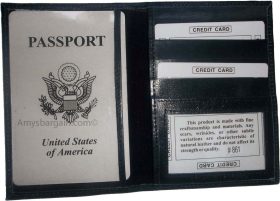 PASSPORT
Amysbargain
United States
of America
CREDIT CARD
CREDIT CARD
This product is made with fine
craftsmanship and materials. Any
scars, wrinkles, or other subtle
variations are characteristic of
natural leather and do not affect its
strength or quality.
# 861
CREDIT CARD